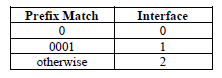 Prefix Match Interface
0 0
0001 1
otherwise 2